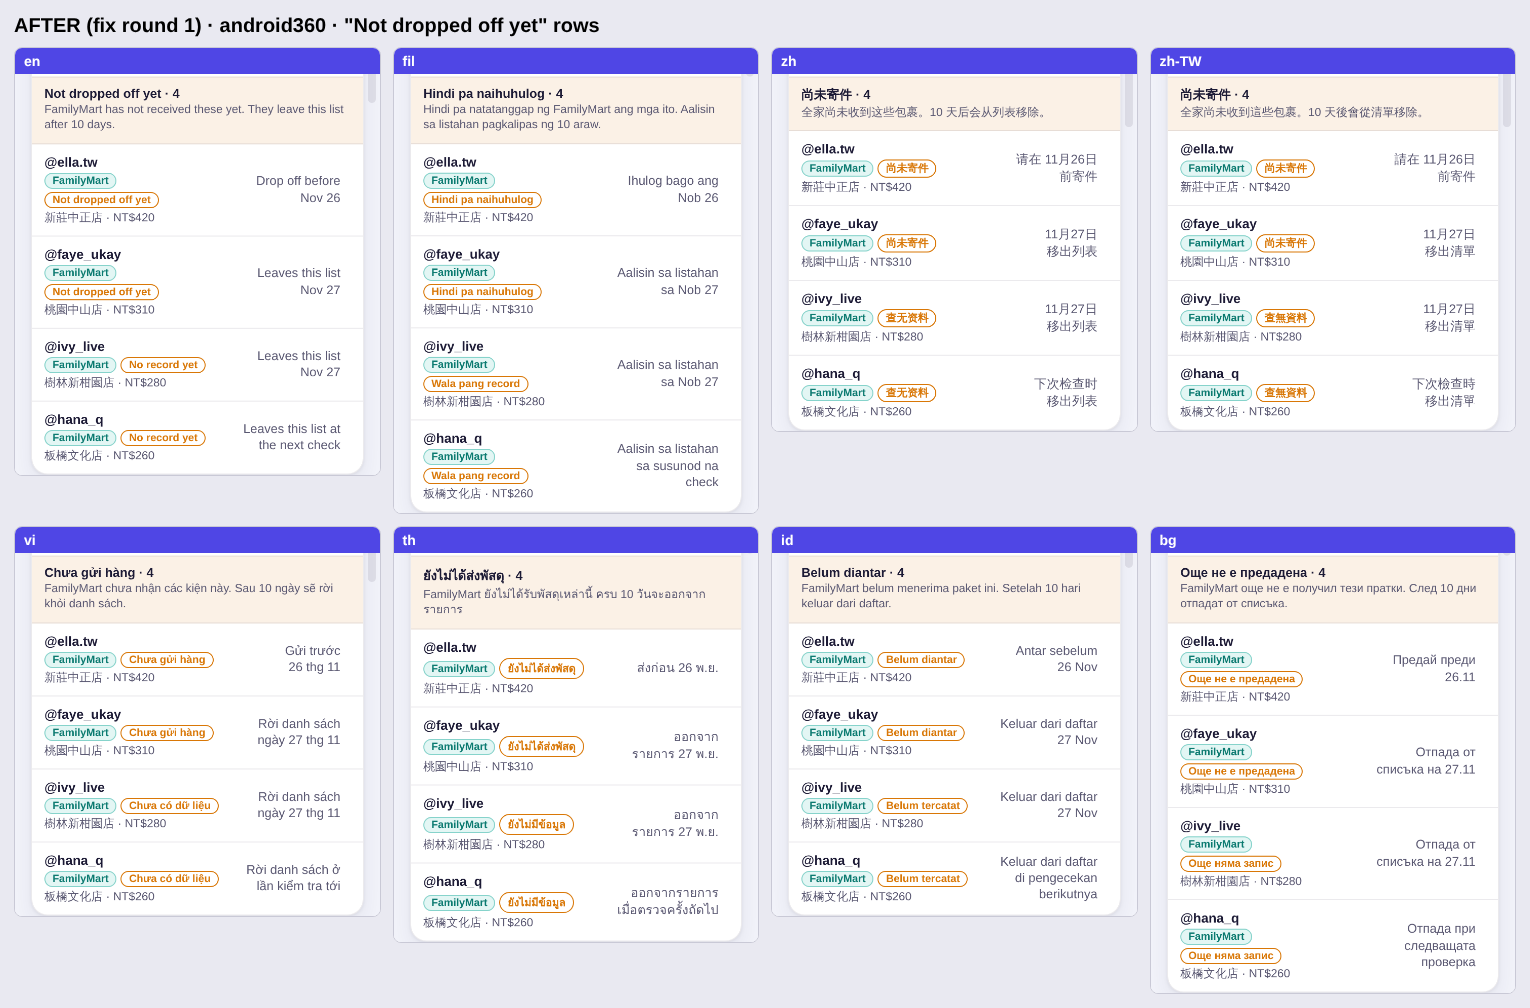 AFTER (fix round 1) · android360 · "Not dropped off yet" rows
en
Not dropped off yet · 4
FamilyMart has not received these yet. They leave this list
after 10 days.
@ella.tw
FamilyMart
Not dropped off yet
新莊中正店 · NT$420
Drop off before
Nov 26
@faye_ukay
FamilyMart
Not dropped off yet
桃園中山店 · NT$310
Leaves this list
Nov 27
@ivy_live
FamilyMart No record yet
樹林新柑園店 · NT$280
Leaves this list
Nov 27
@hana_q
FamilyMart No record yet
板橋文化店 · NT$260
Leaves this list at
the next check
fil
Hindi pa naihuhulog · 4
Hindi pa natatanggap ng FamilyMart ang mga ito. Aalisin
sa listahan pagkalipas ng 10 araw.
@ella.tw
FamilyMart
Hindi pa naihuhulog
新莊中正店 · NT$420
Ihulog bago ang
Nob 26
@faye_ukay
FamilyMart
Hindi pa naihuhulog
桃園中山店 · NT$310
Aalisin sa listahan
sa Nob 27
@ivy_live
FamilyMart
Wala pang record
樹林新柑園店 · NT$280
Aalisin sa listahan
sa Nob 27
@hana_q
FamilyMart
Wala pang record
板橋文化店 · NT$260
Aalisin sa listahan
sa susunod na
check
zh
尚未寄件 · 4
全家尚未收到这些包裹。10 天后会从列表移除。
@ella.tw
FamilyMart 尚未寄件
新莊中正店 · NT$420
请在 11月26日
前寄件
@faye_ukay
FamilyMart 尚未寄件
桃園中山店 · NT$310
11月27日
移出列表
@ivy_live
FamilyMart 查无资料
樹林新柑園店 · NT$280
11月27日
移出列表
@hana_q
FamilyMart 查无资料
板橋文化店 · NT$260
下次检查时
移出列表
zh-TW
尚未寄件 · 4
全家尚未收到這些包裹。10 天後會從清單移除。
@ella.tw
FamilyMart 尚未寄件
新莊中正店 · NT$420
請在 11月26日
前寄件
@faye_ukay
FamilyMart 尚未寄件
桃園中山店 · NT$310
11月27日
移出清單
@ivy_live
FamilyMart 查無資料
樹林新柑園店 · NT$280
11月27日
移出清單
@hana_q
FamilyMart 查無資料
板橋文化店 · NT$260
下次檢查時
移出清單
vi
Chưa gửi hàng · 4
FamilyMart chưa nhận các kiện này. Sau 10 ngày sẽ rời
khỏi danh sách.
@ella.tw
FamilyMart Chưa gửi hàng
新莊中正店 · NT$420
Gửi trước
26 thg 11
@faye_ukay
FamilyMart Chưa gửi hàng
桃園中山店 · NT$310
Rời danh sách
ngày 27 thg 11
@ivy_live
FamilyMart Chưa có dữ liệu
樹林新柑園店 · NT$280
Rời danh sách
ngày 27 thg 11
@hana_q
FamilyMart Chưa có dữ liệu
板橋文化店 · NT$260
Rời danh sách ở
lần kiểm tra tới
th
ยังไม่ได้ส่งพัสดุ · 4
FamilyMart ยังไม่ได้รับพัสดุเหล่านี้ ครบ 10 วันจะออกจาก
รายการ
@ella.tw
FamilyMart ยังไม่ได้ส่งพัสดุ
新莊中正店 · NT$420
ส่งก่อน 26 พ.ย.
@faye_ukay
FamilyMart ยังไม่ได้ส่งพัสดุ
桃園中山店 · NT$310
ออกจาก
รายการ 27 พ.ย.
@ivy_live
FamilyMart ยังไม่มีข้อมูล
樹林新柑園店 · NT$280
ออกจาก
รายการ 27 พ.ย.
@hana_q
FamilyMart ยังไม่มีข้อมูล
板橋文化店 · NT$260
ออกจากรายการ
เมื่อตรวจครั้งถัดไป
id
Belum diantar · 4
FamilyMart belum menerima paket ini. Setelah 10 hari
keluar dari daftar.
@ella.tw
FamilyMart Belum diantar
新莊中正店 · NT$420
Antar sebelum
26 Nov
@faye_ukay
FamilyMart Belum diantar
桃園中山店 · NT$310
Keluar dari daftar
27 Nov
@ivy_live
FamilyMart Belum tercatat
樹林新柑園店 · NT$280
Keluar dari daftar
27 Nov
@hana_q
FamilyMart Belum tercatat
板橋文化店 · NT$260
Keluar dari daftar
di pengecekan
berikutnya
bg
Още не е предадена · 4
FamilyMart още не е получил тези пратки. След 10 дни
отпадат от списъка.
@ella.tw
FamilyMart
Още не е предадена
新莊中正店 · NT$420
Предай преди
26.11
@faye_ukay
FamilyMart
Още не е предадена
桃園中山店 · NT$310
Отпада от
списъка на 27.11
@ivy_live
FamilyMart
Още няма запис
樹林新柑園店 · NT$280
Отпада от
списъка на 27.11
@hana_q
FamilyMart
Още няма запис
板橋文化店 · NT$260
Отпада при
следващата
проверка